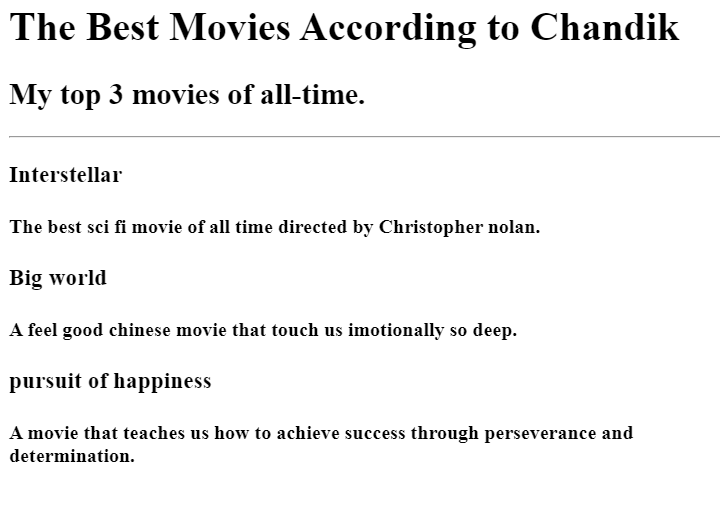 The Best Movies According to Chandik
My top 3 movies of all-time.
Interstellar
The best sci fi movie of all time directed by Christopher nolan.
Big world
A feel good chinese movie that touch us imotionally so deep.
pursuit of happiness
A movie that teaches us how to achieve success through perseverance and
determination.